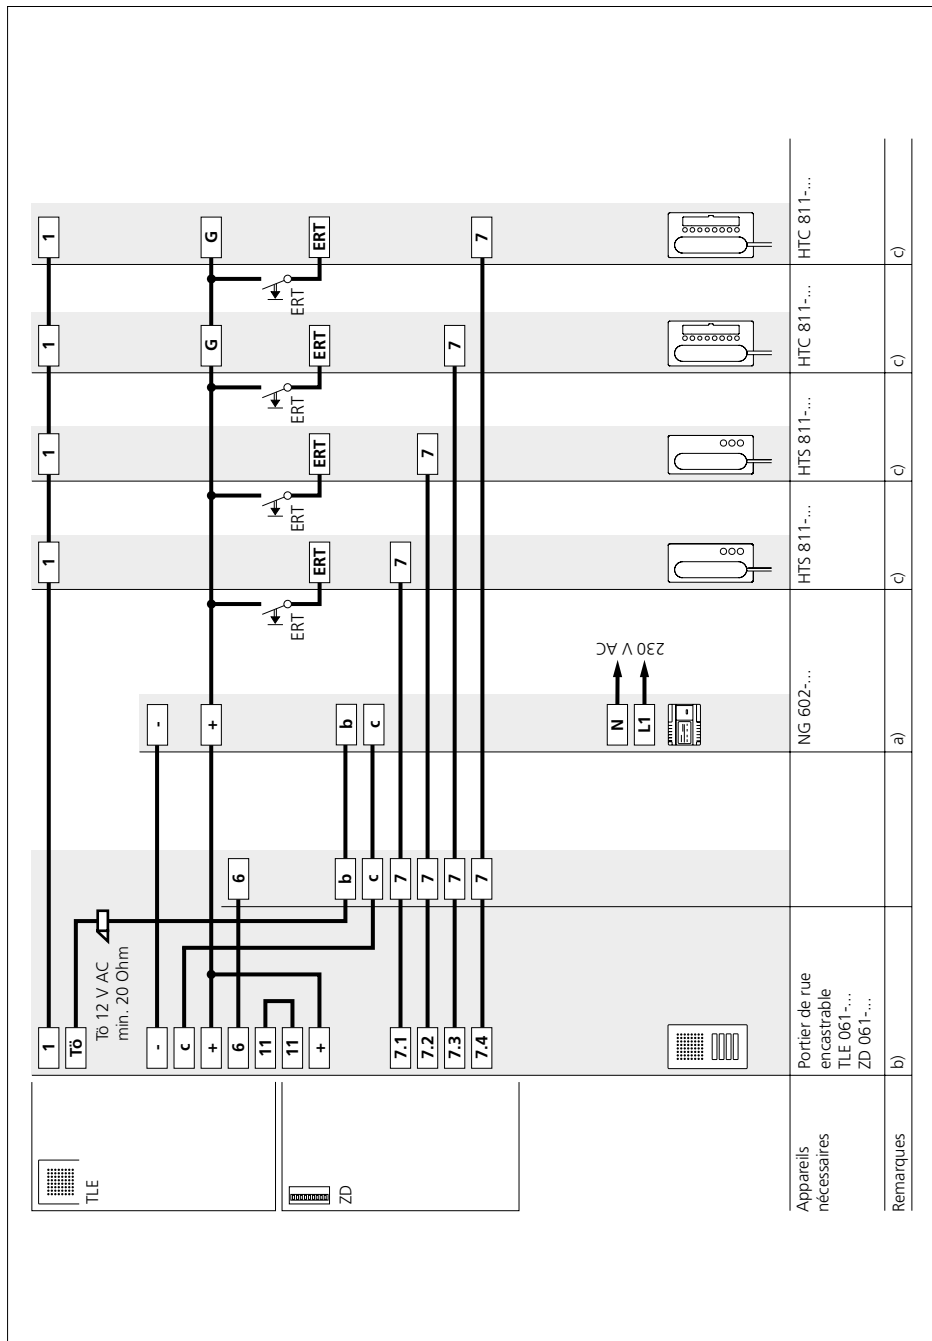 1 1 1 1 1
Tö
TLE
Tö 12 V AC
min. 20 Ohm
- -
c
+ + G G
6 6
11
11
ERT ERT ERT ERT
+ ERT ERT ERT ERT
ZD
b b
c c
7.1 7 7
7.2 7 7
7.3 7 7
7.4 7 7
N
230 V AC
L1
Appareils
nécessaires
Portier de rue
encastrable
TLE 061-...
ZD 061-...
NG 602-...
HTS 811-...
HTS 811-...
HTC 811-...
HTC 811-...
Remarques
b)
a)
c)
c)
c)
c)